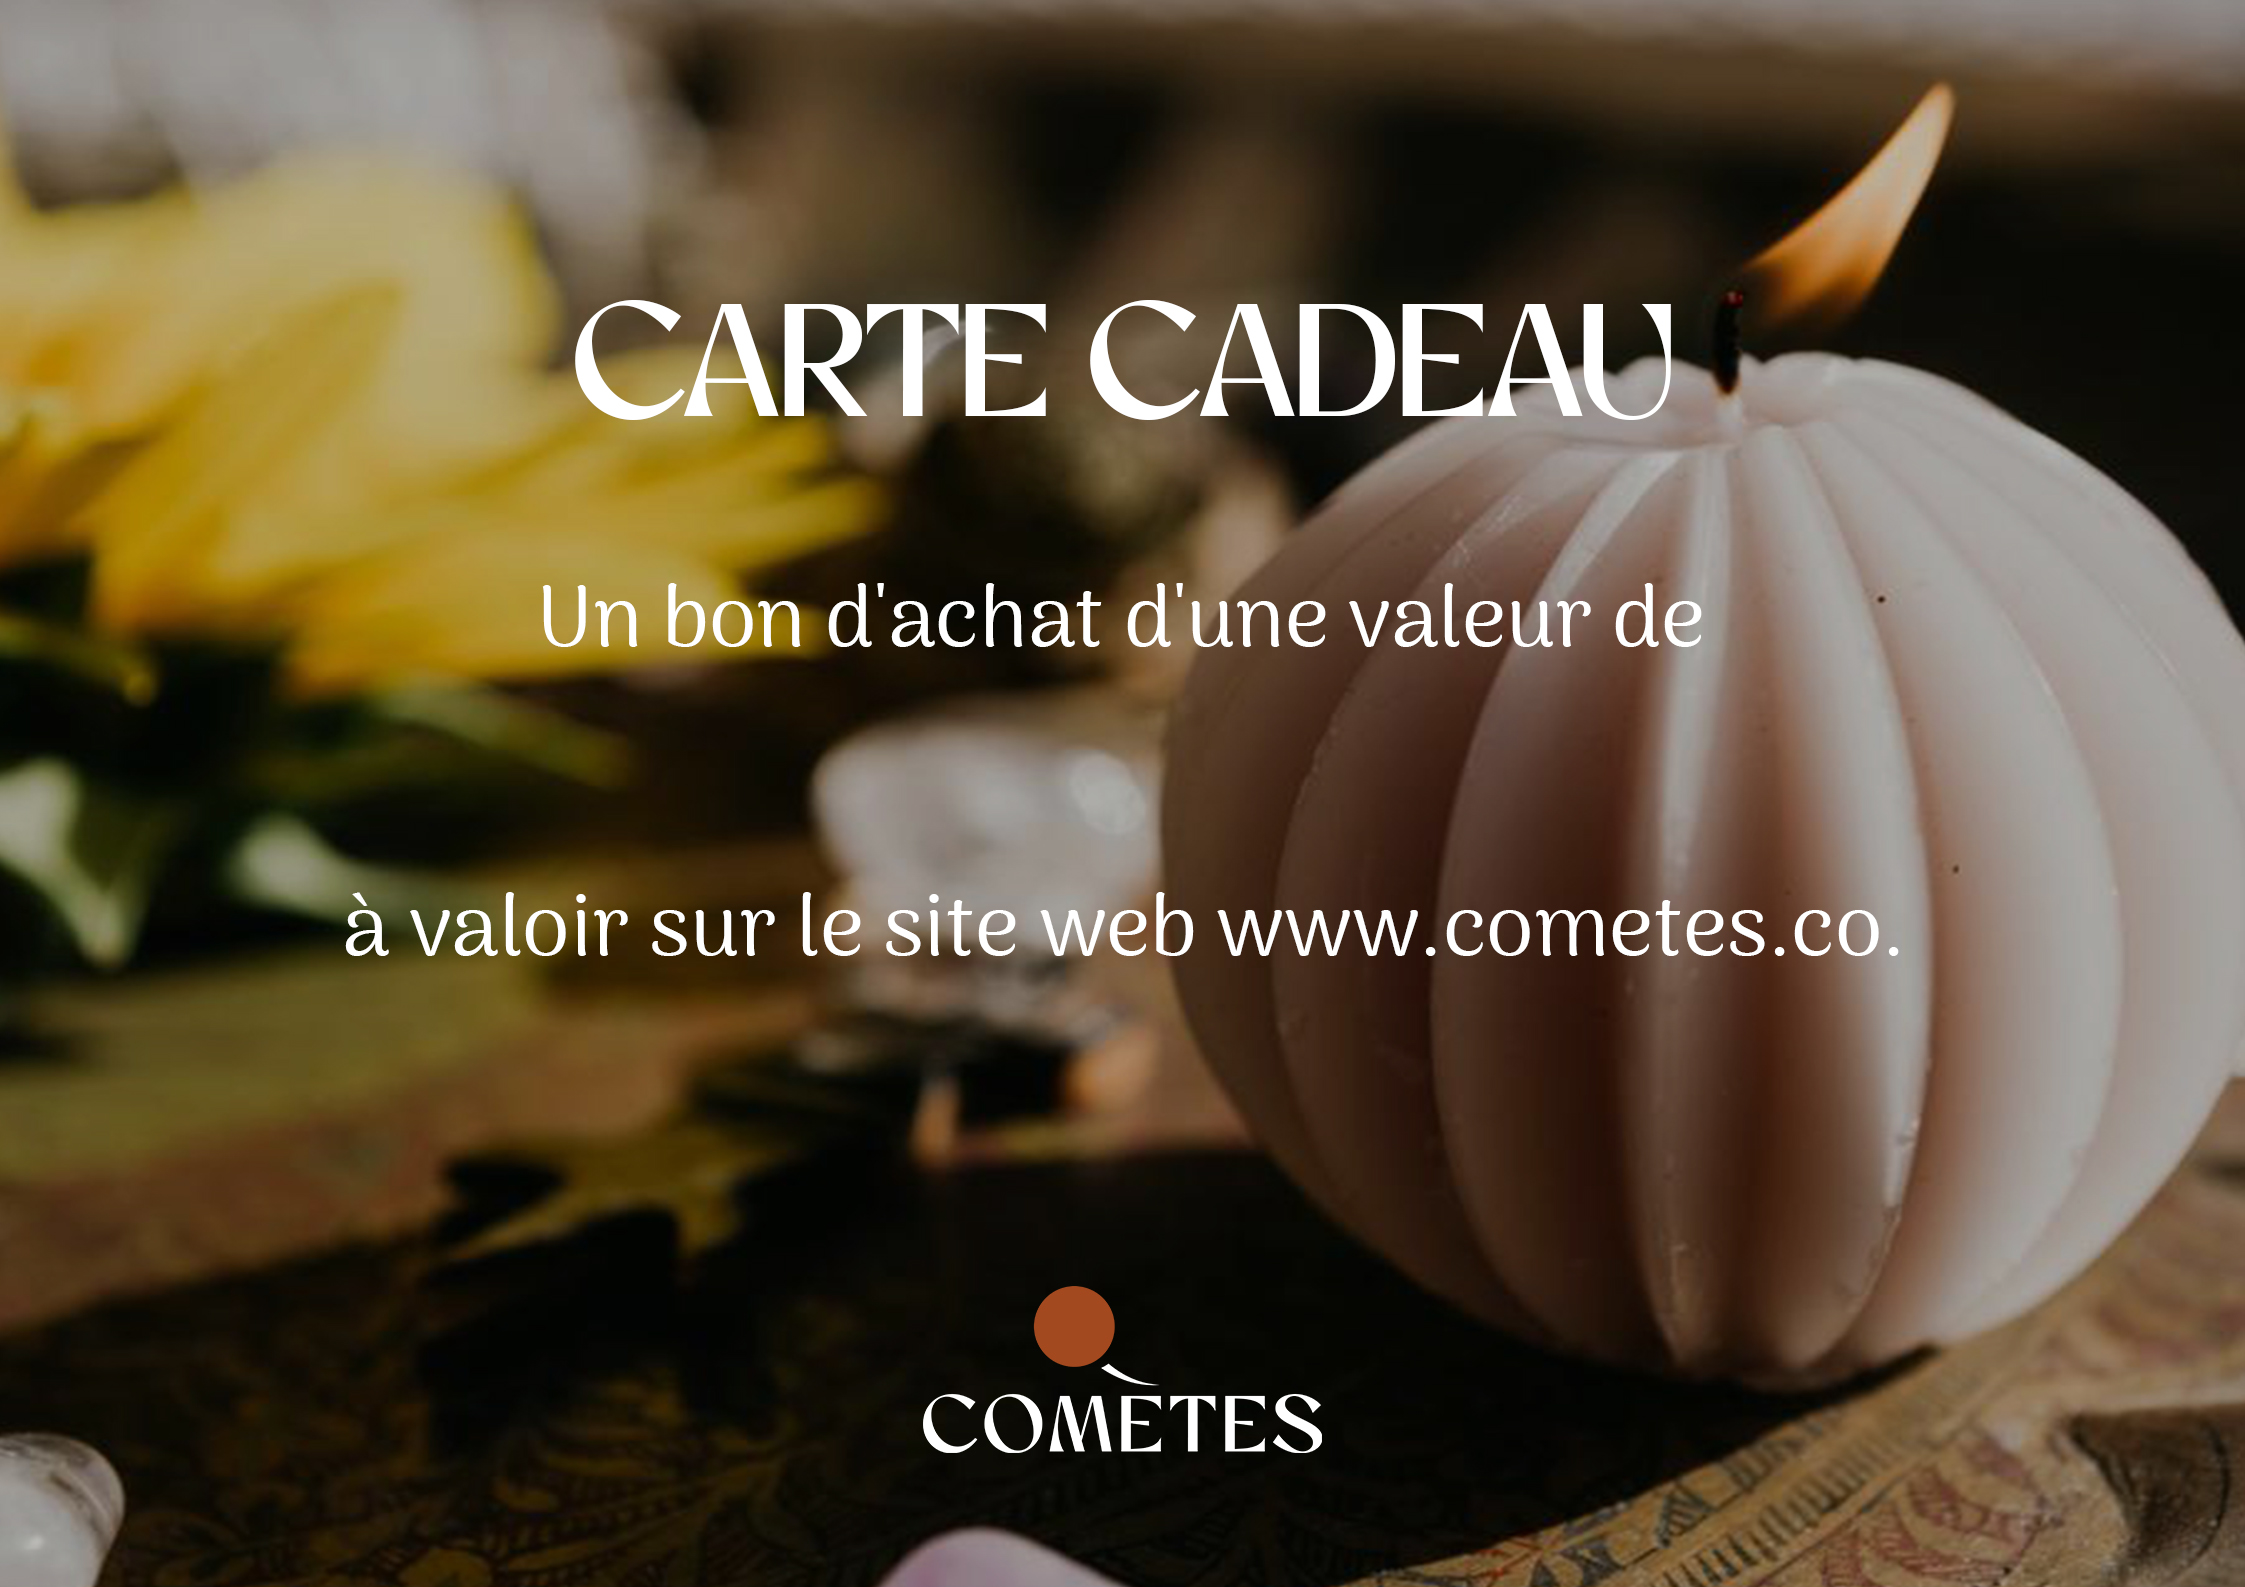 CARTE CADEAU
Un bon d'achat d'une valeur de
à valoir sur le site web www.cometes.co.
COMÈTES